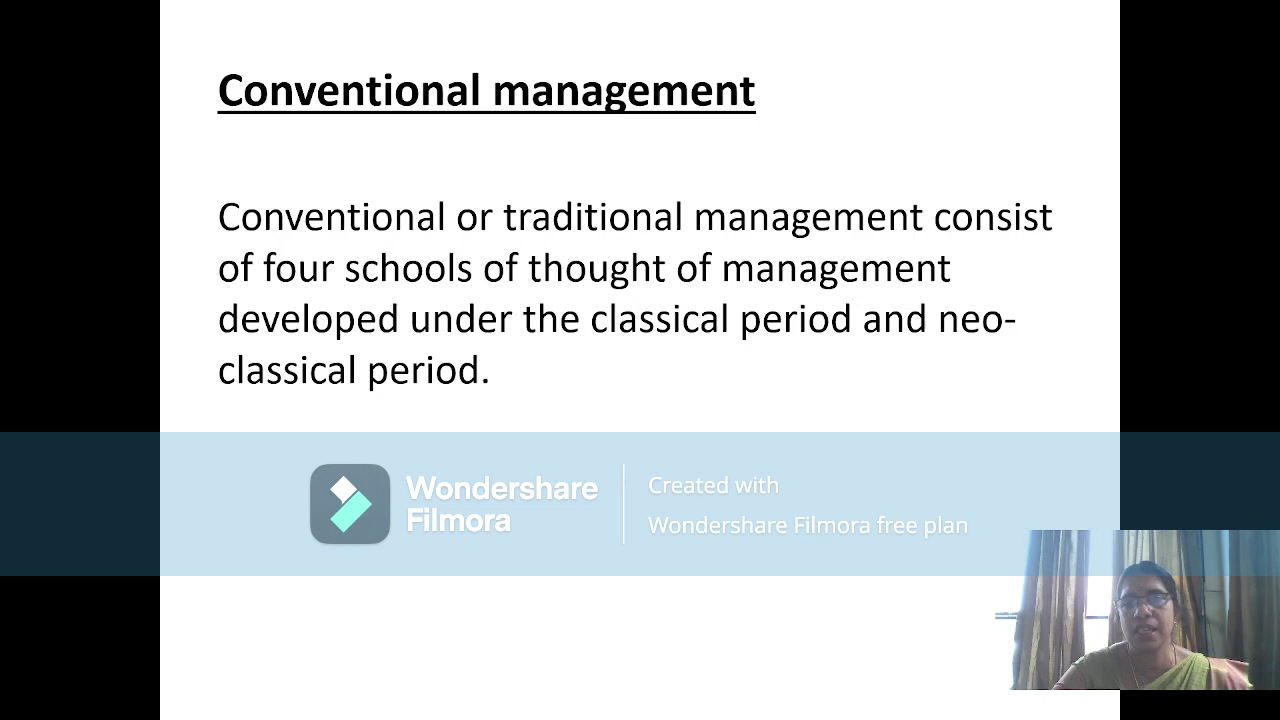 Conventional management
Conventional or traditional management consist
of four schools of thought of management
developed under the classical period and neo-
classical period.
Wondershare
Filmora
Created with
Wondershare Filmora free plan